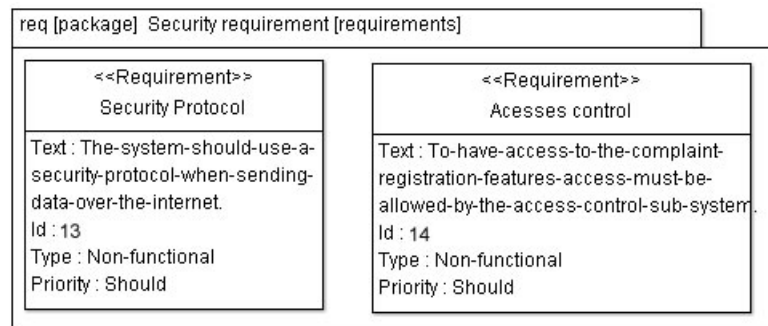 req [package] Security requirement [requirements]
<<Requirement>>
Security Protocol
Text : The-system-should-use-a-
security-protocol-when-sending-
data-over-the-internet.
Id : 13
Type : Non-functional
Priority : Should
<<Requirement>>
Acesses control
Text : To-have-access-to-the-complaint-
registration-features-access-must-be-
allowed-by-the-access-control-sub-system.
Id : 14
Type : Non-functional
Priority : Should